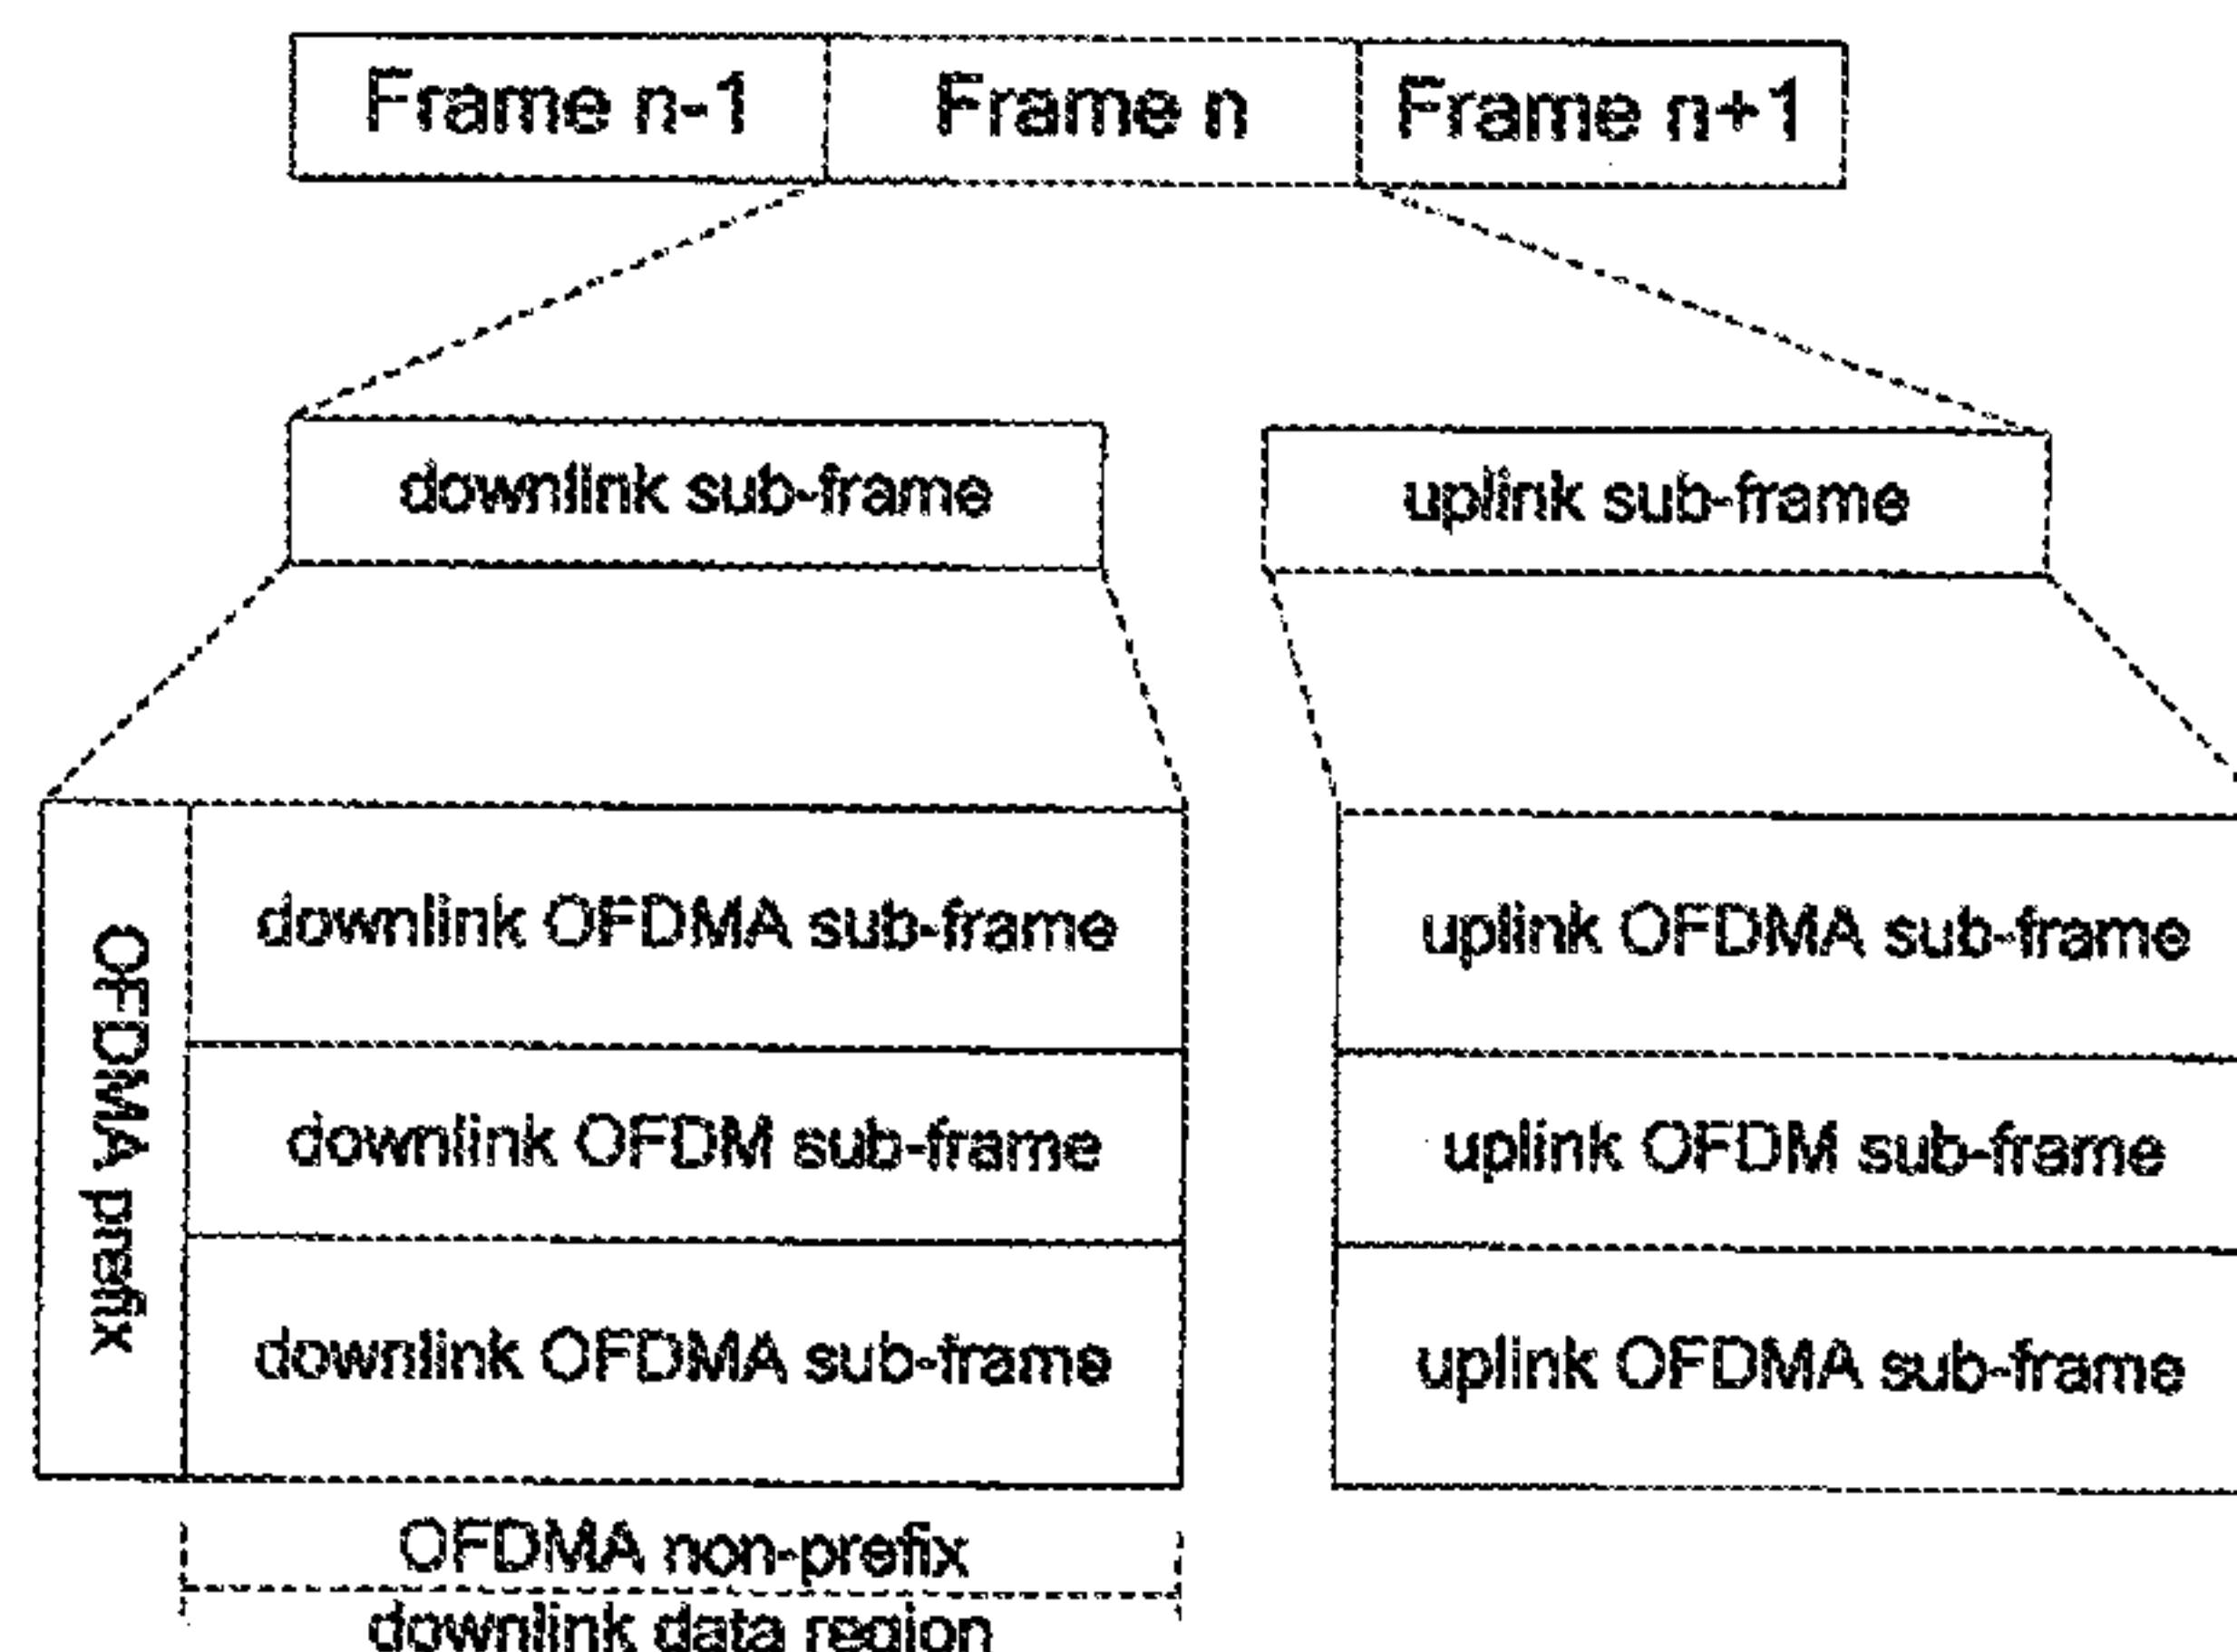 Frame n-1
Frame n
Frame n+1
downlink sub-frame
uplink sub-frame
OFDMA prefix
downlink OFDMA sub-frame
downlink OFDM sub-frame
downlink OFDMA sub-frame
uplink OFDMA sub-frame
uplink OFDM sub-frame
uplink OFDMA sub-frame
OFDMA non-prefix
downlink data region